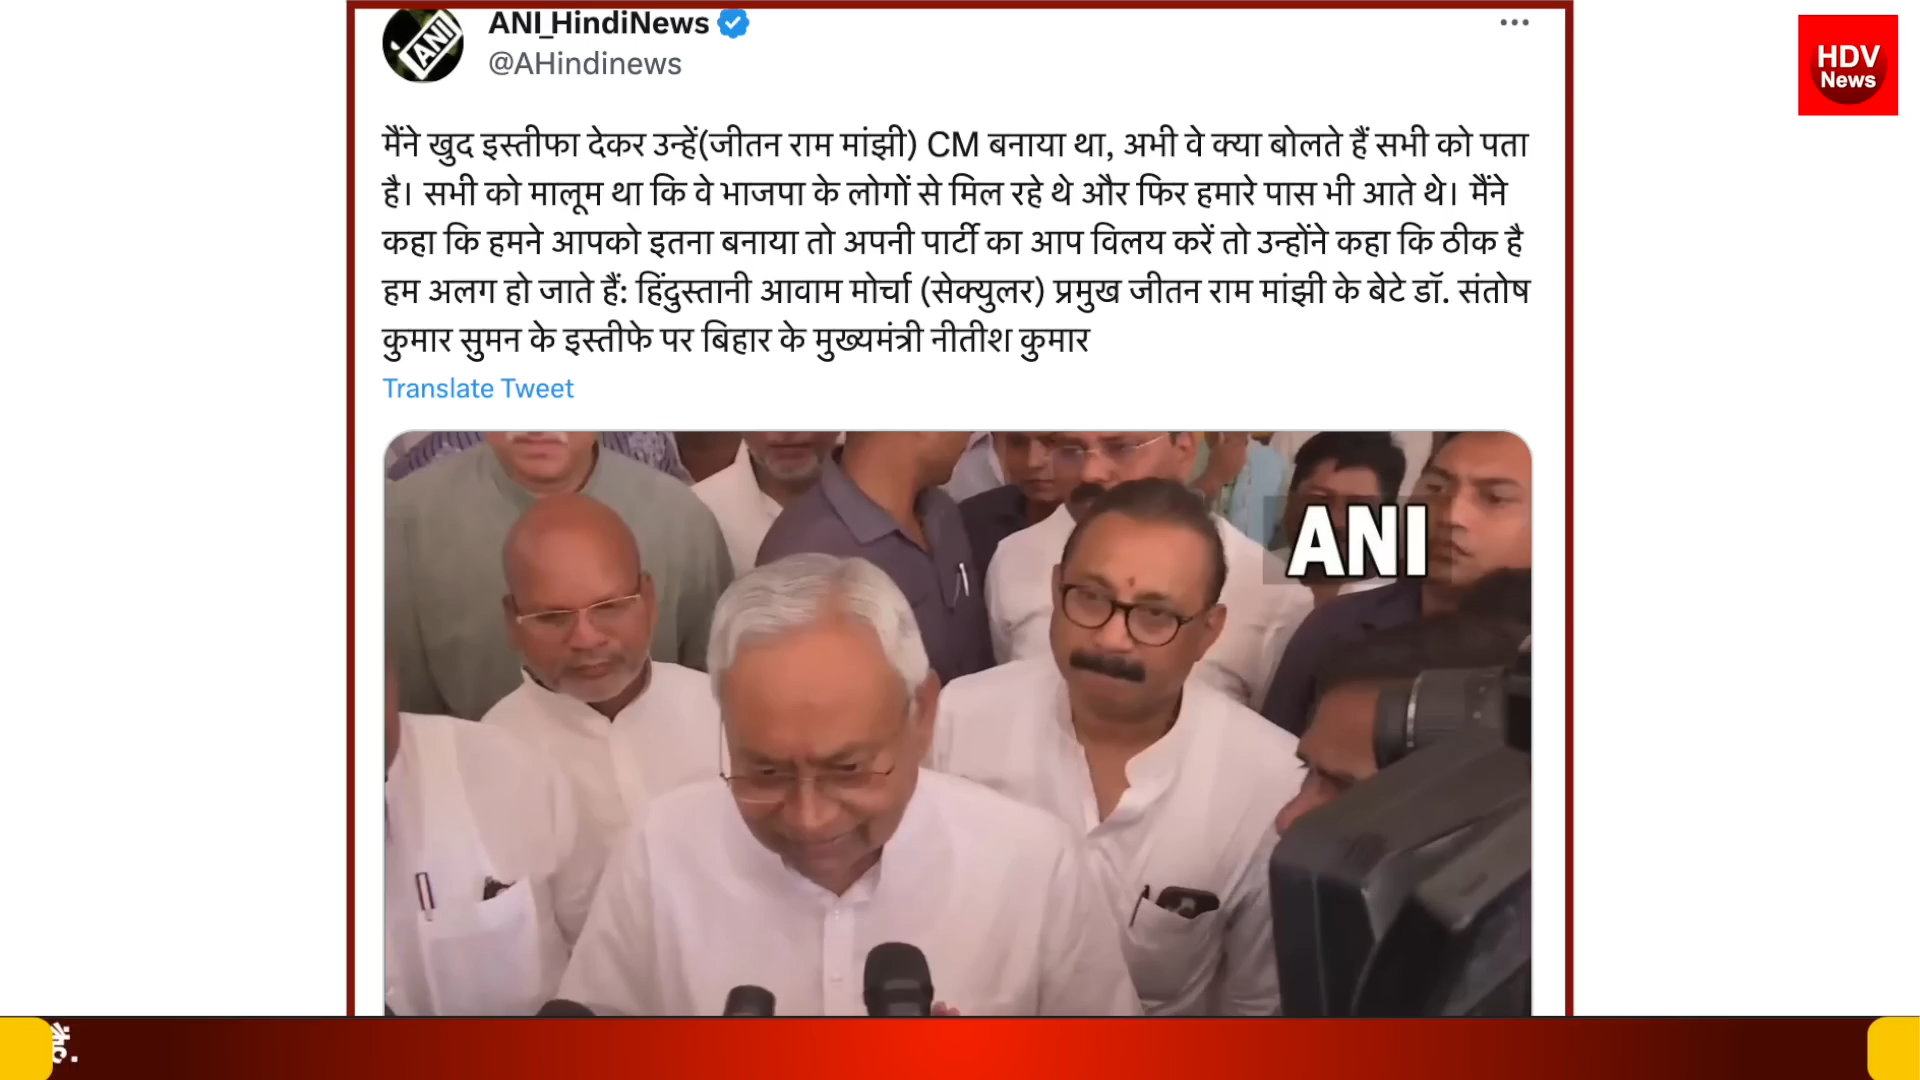 ANI
ANI_HindiNews
@AHindinews
HDV
News
मैंने खुद इस्तीफा देकर उन्हें(जीतन राम मांझी) CM बनाया था, अभी वे क्या बोलते हैं सभी को पता
है। सभी को मालूम था कि वे भाजपा के लोगों से मिल रहे थे और फिर हमारे पास भी आते थे। मैंने
कहा कि हमने आपको इतना बनाया तो अपनी पार्टी का आप विलय करें तो उन्होंने कहा कि ठीक है
हम अलग हो जाते हैं: हिंदुस्तानी आवाम मोर्चा (सेक्युलर) प्रमुख जीतन राम मांझी के बेटे डॉ. संतोष
कुमार सुमन के इस्तीफे पर बिहार के मुख्यमंत्री नीतीश कुमार
Translate Tweet
ANI